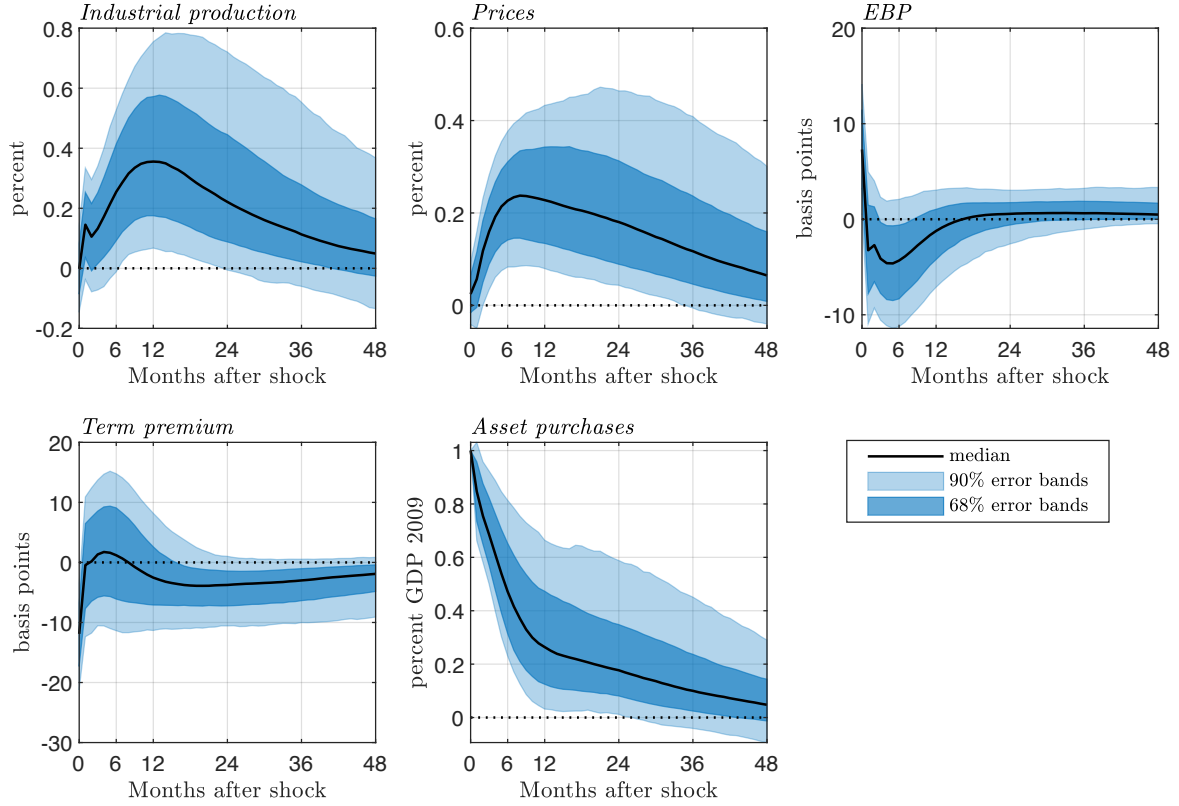 Industrial production
0.8
0.6
0.4
0.2
0
-0.2
percent
0 6 12 24 36 48
Months after shock
Prices
0.6
0.4
0.2
0
percent
0 6 12 24 36 48
Months after shock
EBP
20
10
0
-10
basis points
0 6 12 24 36 48
Months after shock
Term premium
20
10
0
-10
-20
-30
basis points
0 6 12 24 36 48
Months after shock
Asset purchases
1
0.8
0.6
0.4
0.2
0
percent GDP 2009
0 6 12 24 36 48
Months after shock
median
90% error bands
68% error bands